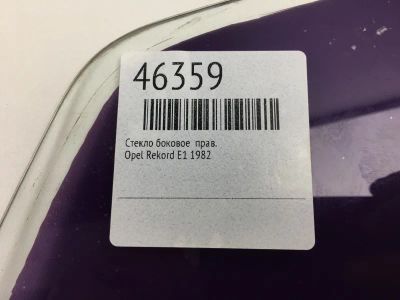 46359
Стекло боковое прав.
Opel Rekord E1 1982